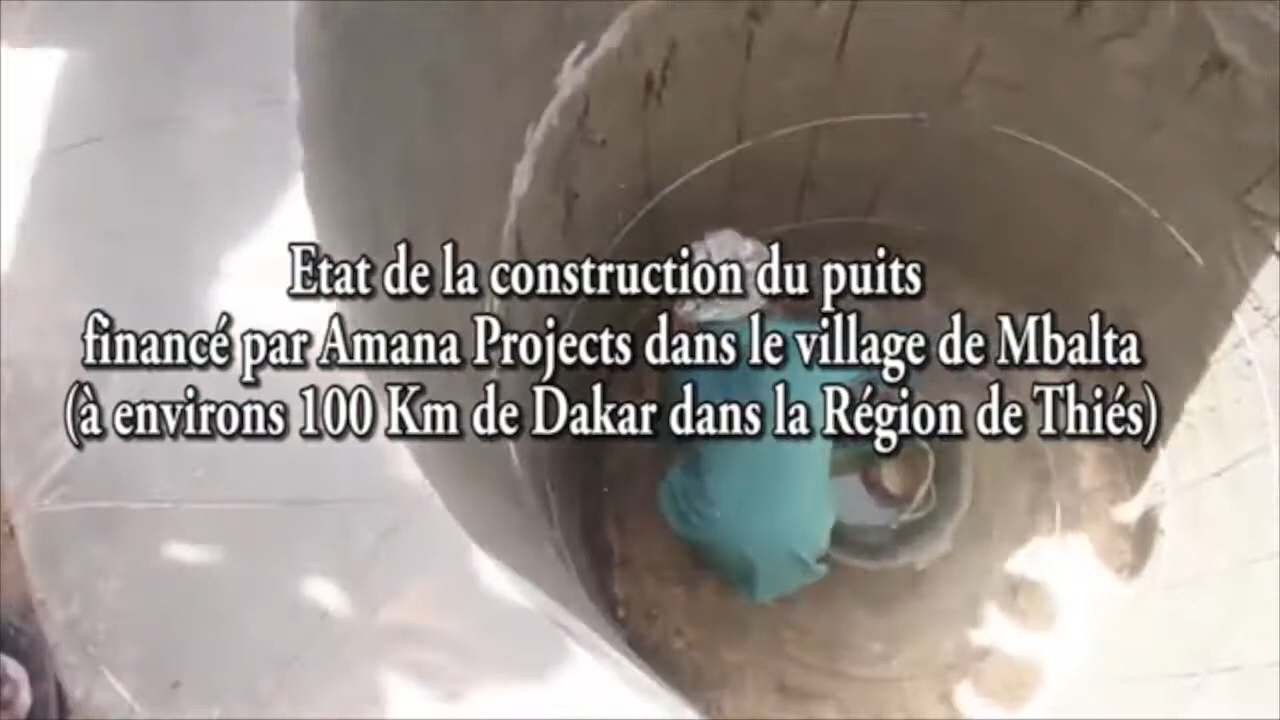 Etat de la construction du puits
financé par Amana Projects dans le village de Mbalta
(à environs 100 Km de Dakar dans la Région de Thiés)